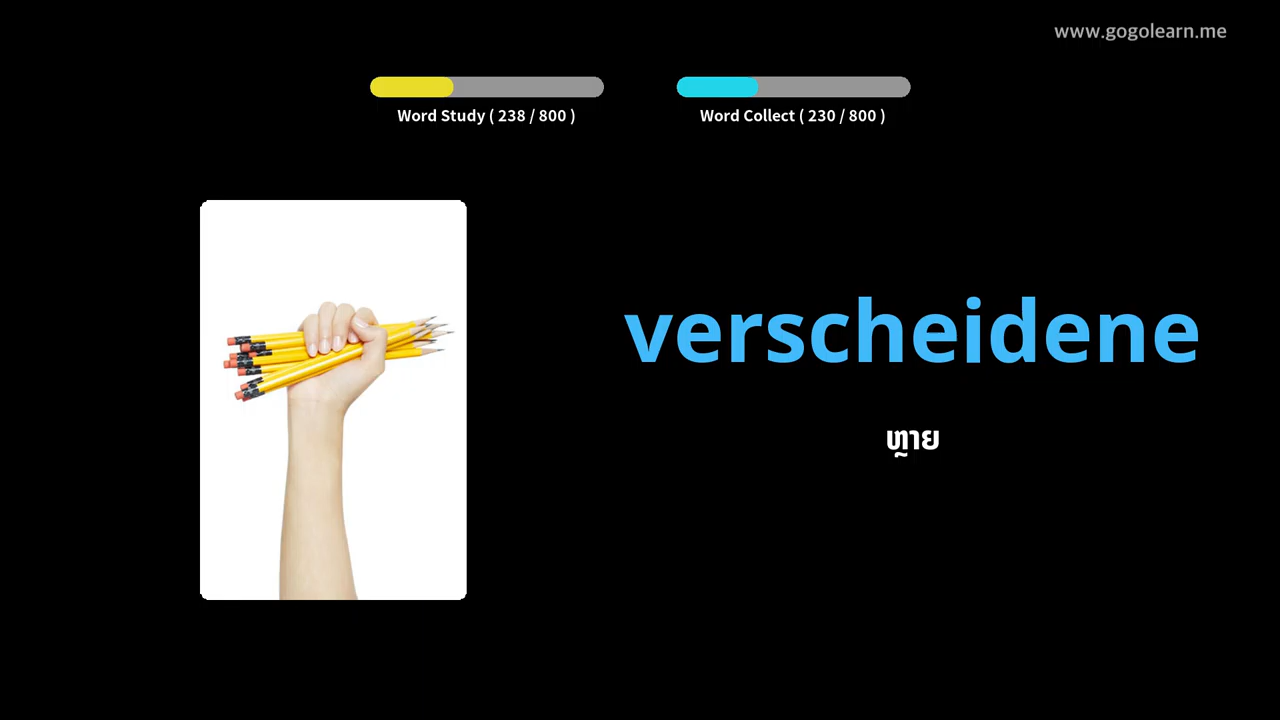 www.gogolearn.me
Word Study ( 238 / 800 )
Word Collect ( 230 / 800 )
verscheidene
ຫຼາຍ